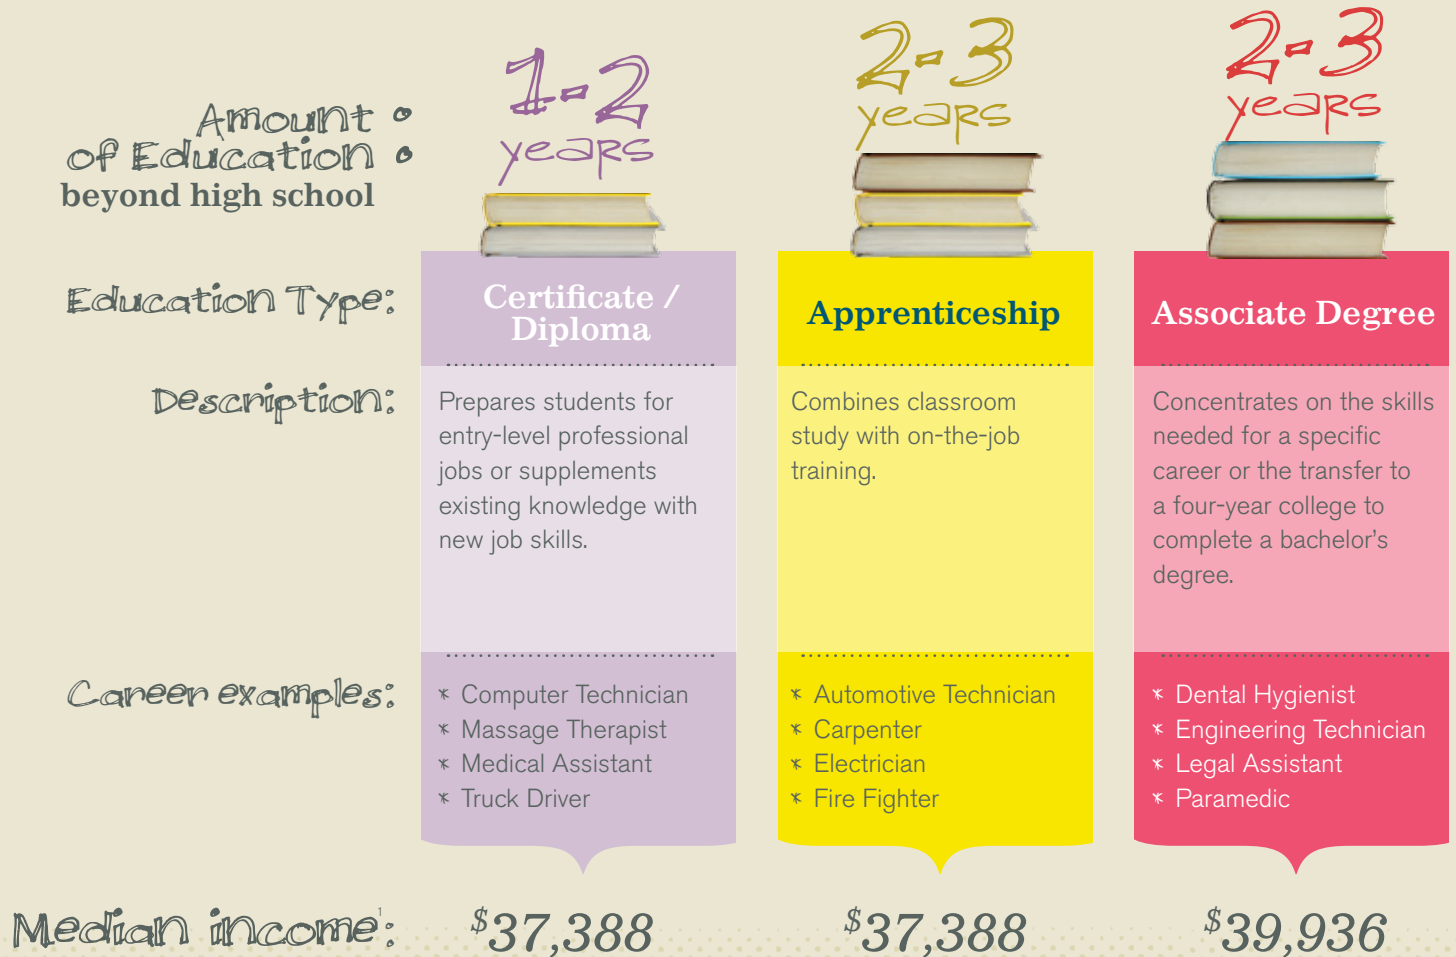 1-2
years
2-3
years
2-3
years
Amount
of Education
beyond high school
Education Type:
Certificate /
Diploma
Apprenticeship
Associate Degree
Description:
Prepares students for
entry-level professional
jobs or supplements
existing knowledge with
new job skills.
Combines classroom
study with on-the-job
training.
Concentrates on the skills
needed for a specific
career or the transfer to
a four-year college to
complete a bachelor's
degree.
Career examples:
* Computer Technician
* Massage Therapist
* Medical Assistant
* Truck Driver
* Automotive Technician
* Carpenter
* Electrician
* Fire Fighter
* Dental Hygienist
* Engineering Technician
* Legal Assistant
* Paramedic
Median income¹:
$37,388
$37,388
$39,936